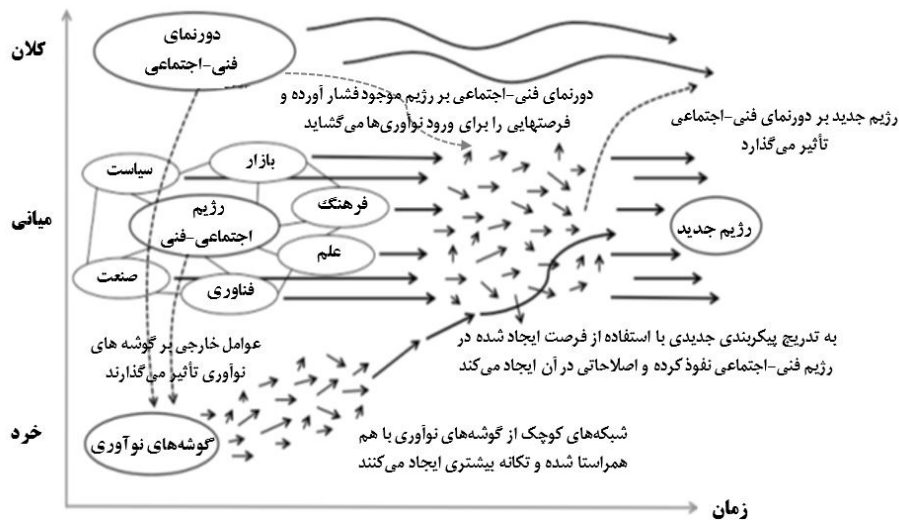 کلان
دورنمای
فنی-اجتماعی
دورنمای فنی-اجتماعی بر رژیم موجود فشار آورده و
فرصتهایی را برای ورود نوآوری‌ها می‌گشاید
رژیم جدید بر دورنمای فنی-اجتماعی
تأثیر می‌گذارد
میانی
بازار
سیاست
فرهنگ
رژیم
اجتماعی-فنی
علم
صنعت
فناوری
رژیم جدید
عوامل خارجی بر گوشه های
نوآوری تأثیر می‌گذارند
به تدریج پیکربندی جدیدی با استفاده از فرصت ایجاد شده در
رژیم فنی-اجتماعی نفوذ کرده و اصلاحاتی در آن ایجاد می‌کند
خرد
گوشه‌های نوآوری
شبکه‌های کوچک از گوشه‌های نوآوری با هم
همراستا شده و تکانه بیشتری ایجاد می‌کنند
زمان